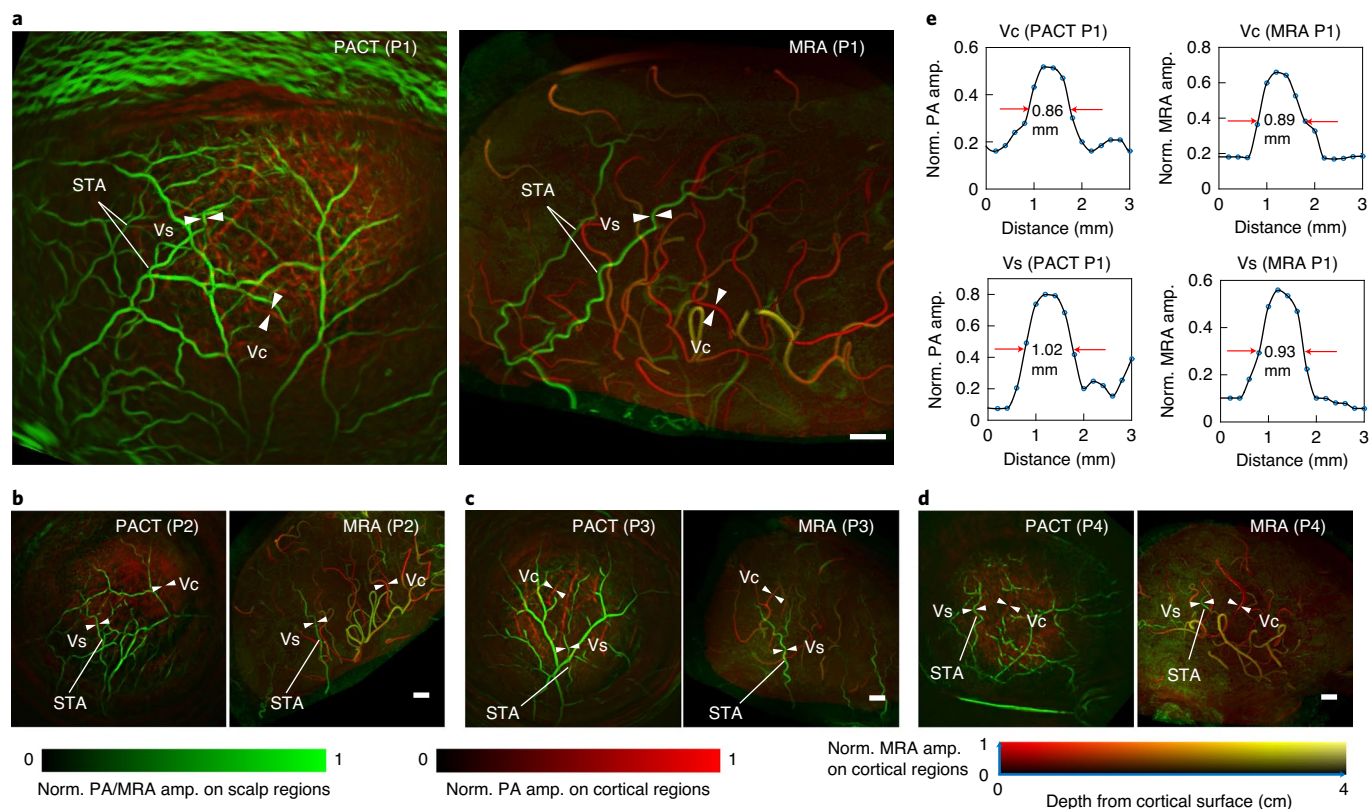 a
PACT (P1)
STA
Vs
Vc
MRA (P1)
STA
Vs
Vc
b
PACT (P2)
Vc
Vs
STA
MRA (P2)
Vc
Vs
STA
c
PACT (P3)
Vc
Vs
STA
MRA (P3)
Vc
Vs
STA
d
PACT (P4)
Vs
Vc
STA
MRA (P4)
Vs
Vc
STA
e
Vc (PACT P1)
Norm. PA amp.
0.6
0.4
0.2
0
0.86
mm
0 1 2 3
Distance (mm)
Vc (MRA P1)
Norm. MRA amp.
0.8
0.6
0.4
0.2
0
0.89
mm
0 1 2 3
Distance (mm)
Vs (PACT P1)
Norm. PA amp.
0.8
0.6
0.4
0.2
0
1.02
mm
0 1 2 3
Distance (mm)
Vs (MRA P1)
Norm. MRA amp.
0.6
0.4
0.2
0
0.93
mm
0 1 2 3
Distance (mm)
0 1
Norm. PA/MRA amp. on scalp regions
0 1
Norm. PA amp. on cortical regions
Norm. MRA amp.
on cortical regions
1
0
0 4
Depth from cortical surface (cm)